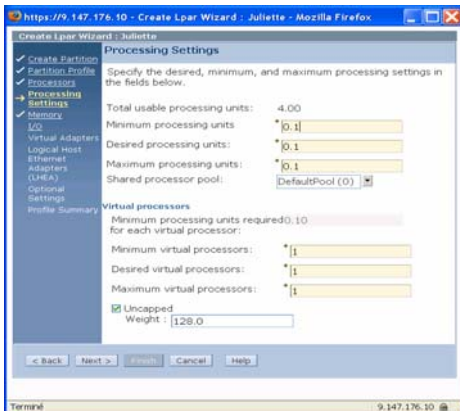 https://9.147.176.10 - Create Lpar Wizard : Juliette - Mozilla Firefox
Create Lpar Wizard : Juliette
Create Partition
Partition Profile
Processors
Processing Settings
Memory
I/O
Virtual Adapters
Logical Host Ethernet Adapters (LHEA)
Optional Settings
Profile Summary
Processing Settings
Specify the desired, minimum, and maximum processing settings in
the fields below.
Total usable processing units: 4.00
Minimum processing units *0.1
Desired processing units: *0.1
Maximum processing units: *0.1
Shared processor pool: DefaultPool (0)
Virtual processors
Minimum processing units required 0.10
for each virtual processor:
Minimum virtual processors: *1
Desired virtual processors: *1
Maximum virtual processors: *1
Uncapped
Weight : 128.0
< Back Next > Finish Cancel Help
Terminé 9.147.176.10